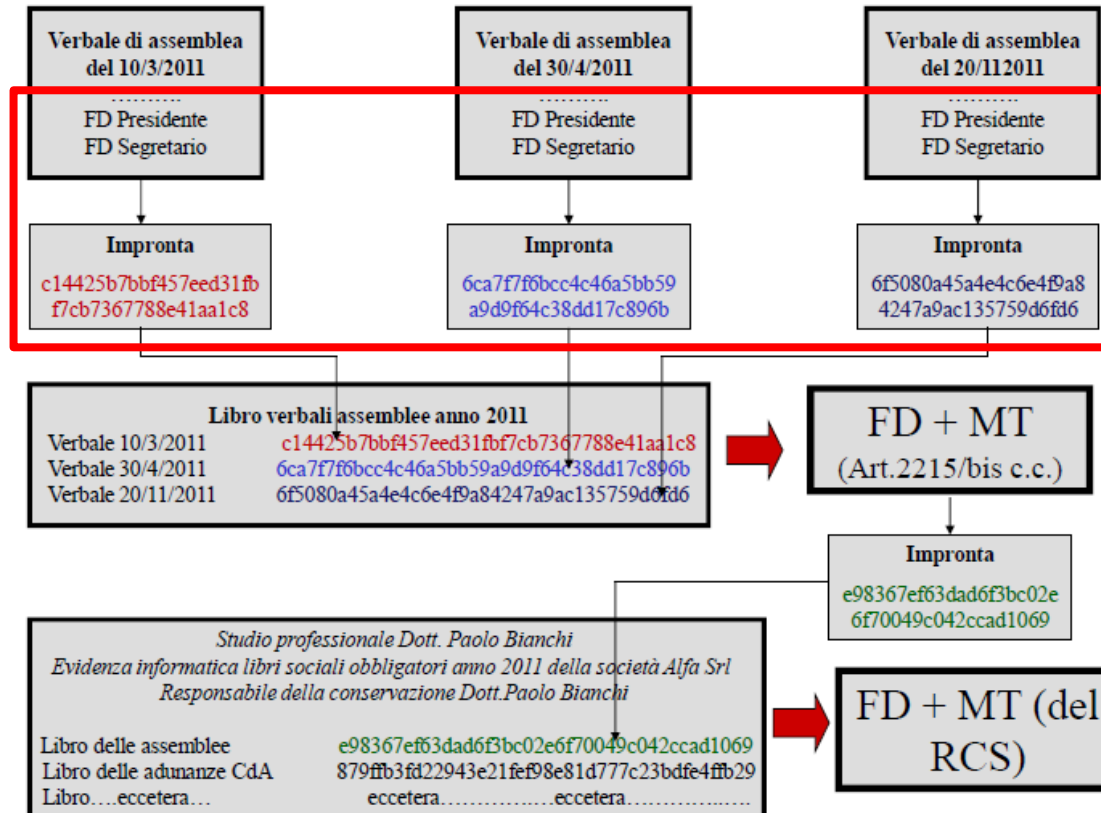 Verbale di assemblea
del 10/3/2011
……….
FD Presidente
FD Segretario
Verbale di assemblea
del 30/4/2011
……….
FD Presidente
FD Segretario
Verbale di assemblea
del 20/112011
……….
FD Presidente
FD Segretario
Impronta
c14425b7bbf457eed31fb
f7cb7367788e41aa1c8
Impronta
6ca7f7f6bcc4c46a5bb59
a9d9f64c38dd17c896b
Impronta
6f5080a45a4e4c6e4f9a8
4247a9ac135759d6fd6
Libro verbali assemblee anno 2011
Verbale 10/3/2011 c14425b7bbf457eed31fbf7cb7367788e41aa1c8
Verbale 30/4/2011 6ca7f7f6bcc4c46a5bb59a9d9f64c38dd17c896b
Verbale 20/11/2011 6f5080a45a4e4c6e4f9a84247a9ac135759d6fd6
FD + MT
(Art.2215/bis c.c.)
Impronta
e98367ef63dad6f3bc02e
6f70049c042ccad1069
Studio professionale Dott. Paolo Bianchi
Evidenza informatica libri sociali obbligatori anno 2011 della società Alfa Srl
Responsabile della conservazione Dott.Paolo Bianchi
Libro delle assemblee e98367ef63dad6f3bc02e6f70049c042ccad1069
Libro delle adunanze CdA 879ffb3fd22943e21fef98e81d777c23bdfe4ffb29
Libro….eccetera… eccetera…………..…eccetera…………..….
FD + MT (del
RCS)